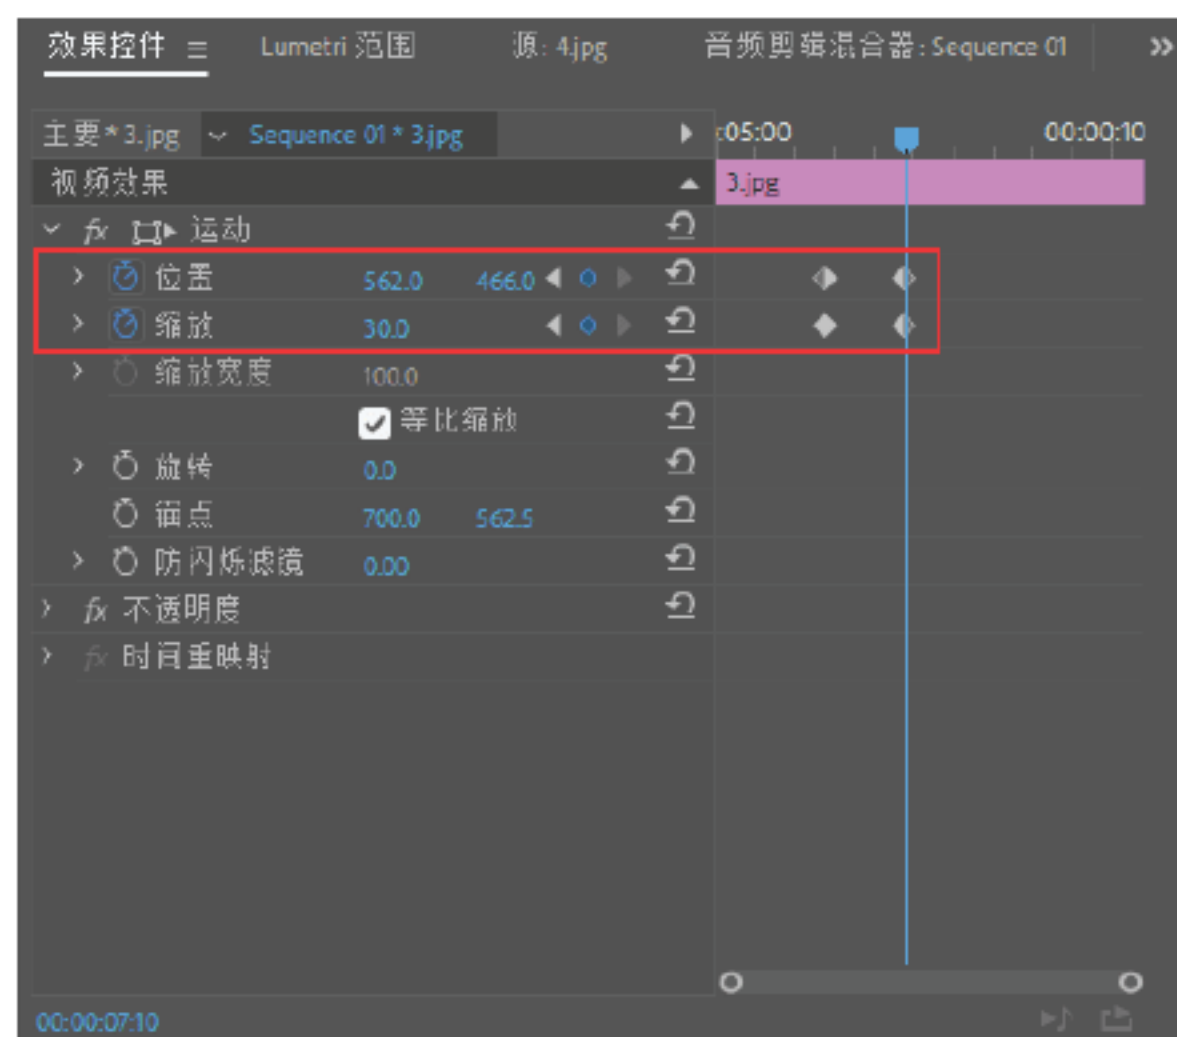 效果控件 Lumetri 范围 源: 4.jpg 音频剪辑混合器: Sequence 01
主要*3.jpg Sequence 01 * 3.jpg :05:00 00:00:10
视频效果 3.jpg
fx 运动
位置 562.0 466.0
缩放 30.0
缩放宽度 100.0
等比缩放
旋转 0.0
锚点 700.0 562.5
防闪烁滤镜 0.00
fx 不透明度
fx 时间重映射
00:00:07:10